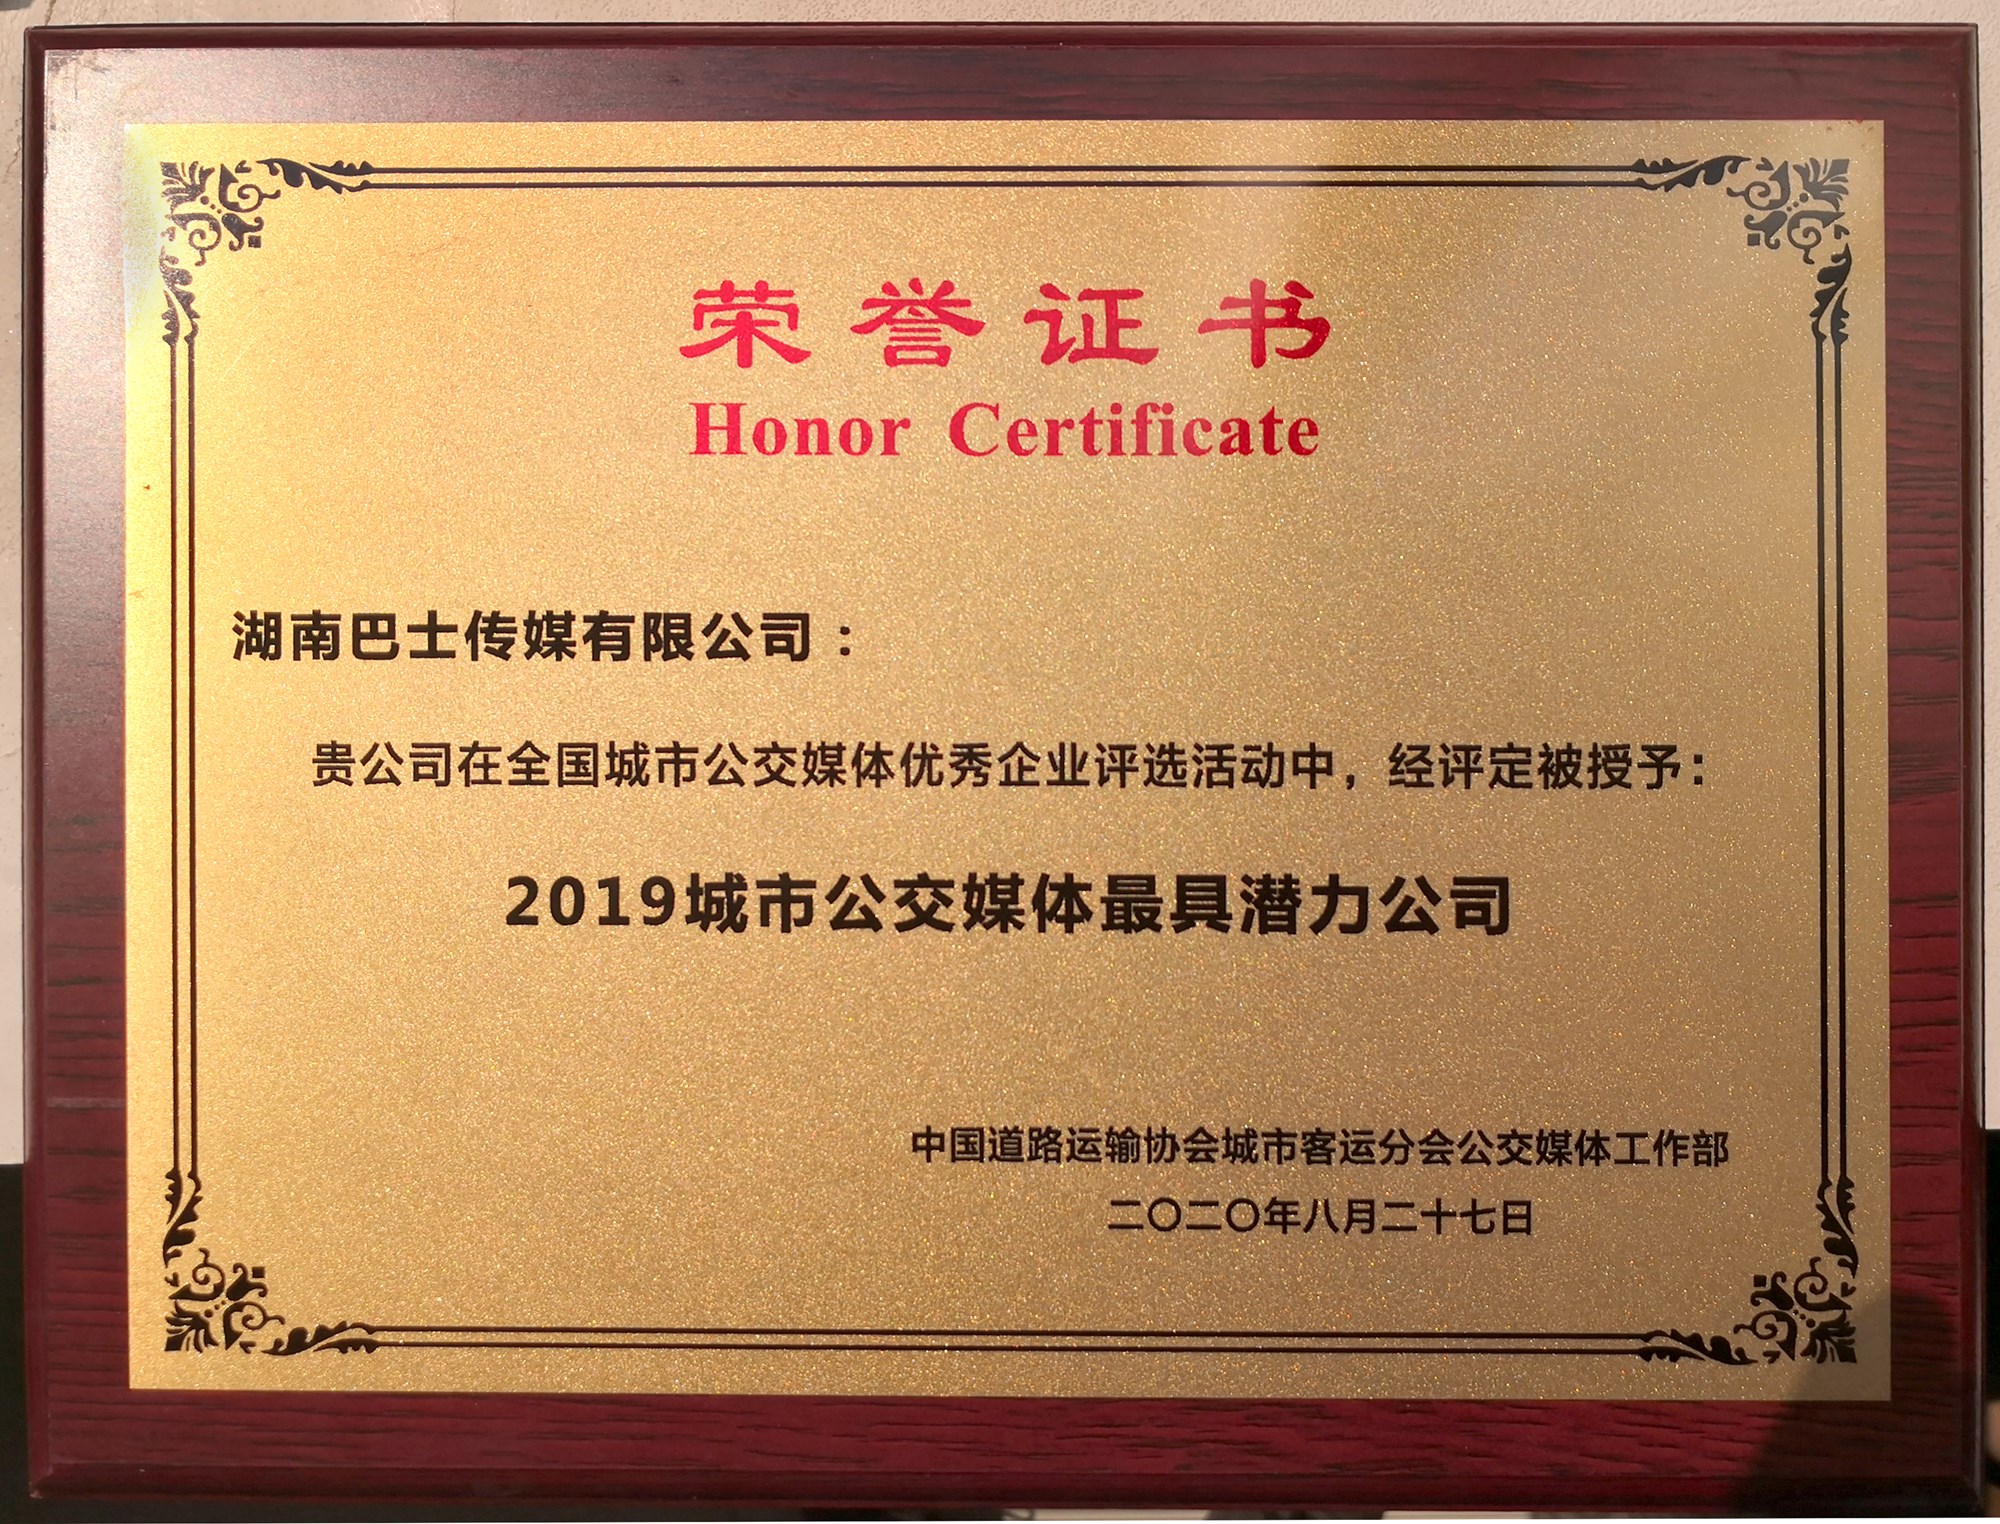 荣誉证书
Honor Certificate
湖南巴士传媒有限公司：
贵公司在全国城市公交媒体优秀企业评选活动中，经评定被授予：
2019城市公交媒体最具潜力公司
中国道路运输协会城市客运分会公交媒体工作部
二〇二〇年八月二十七日